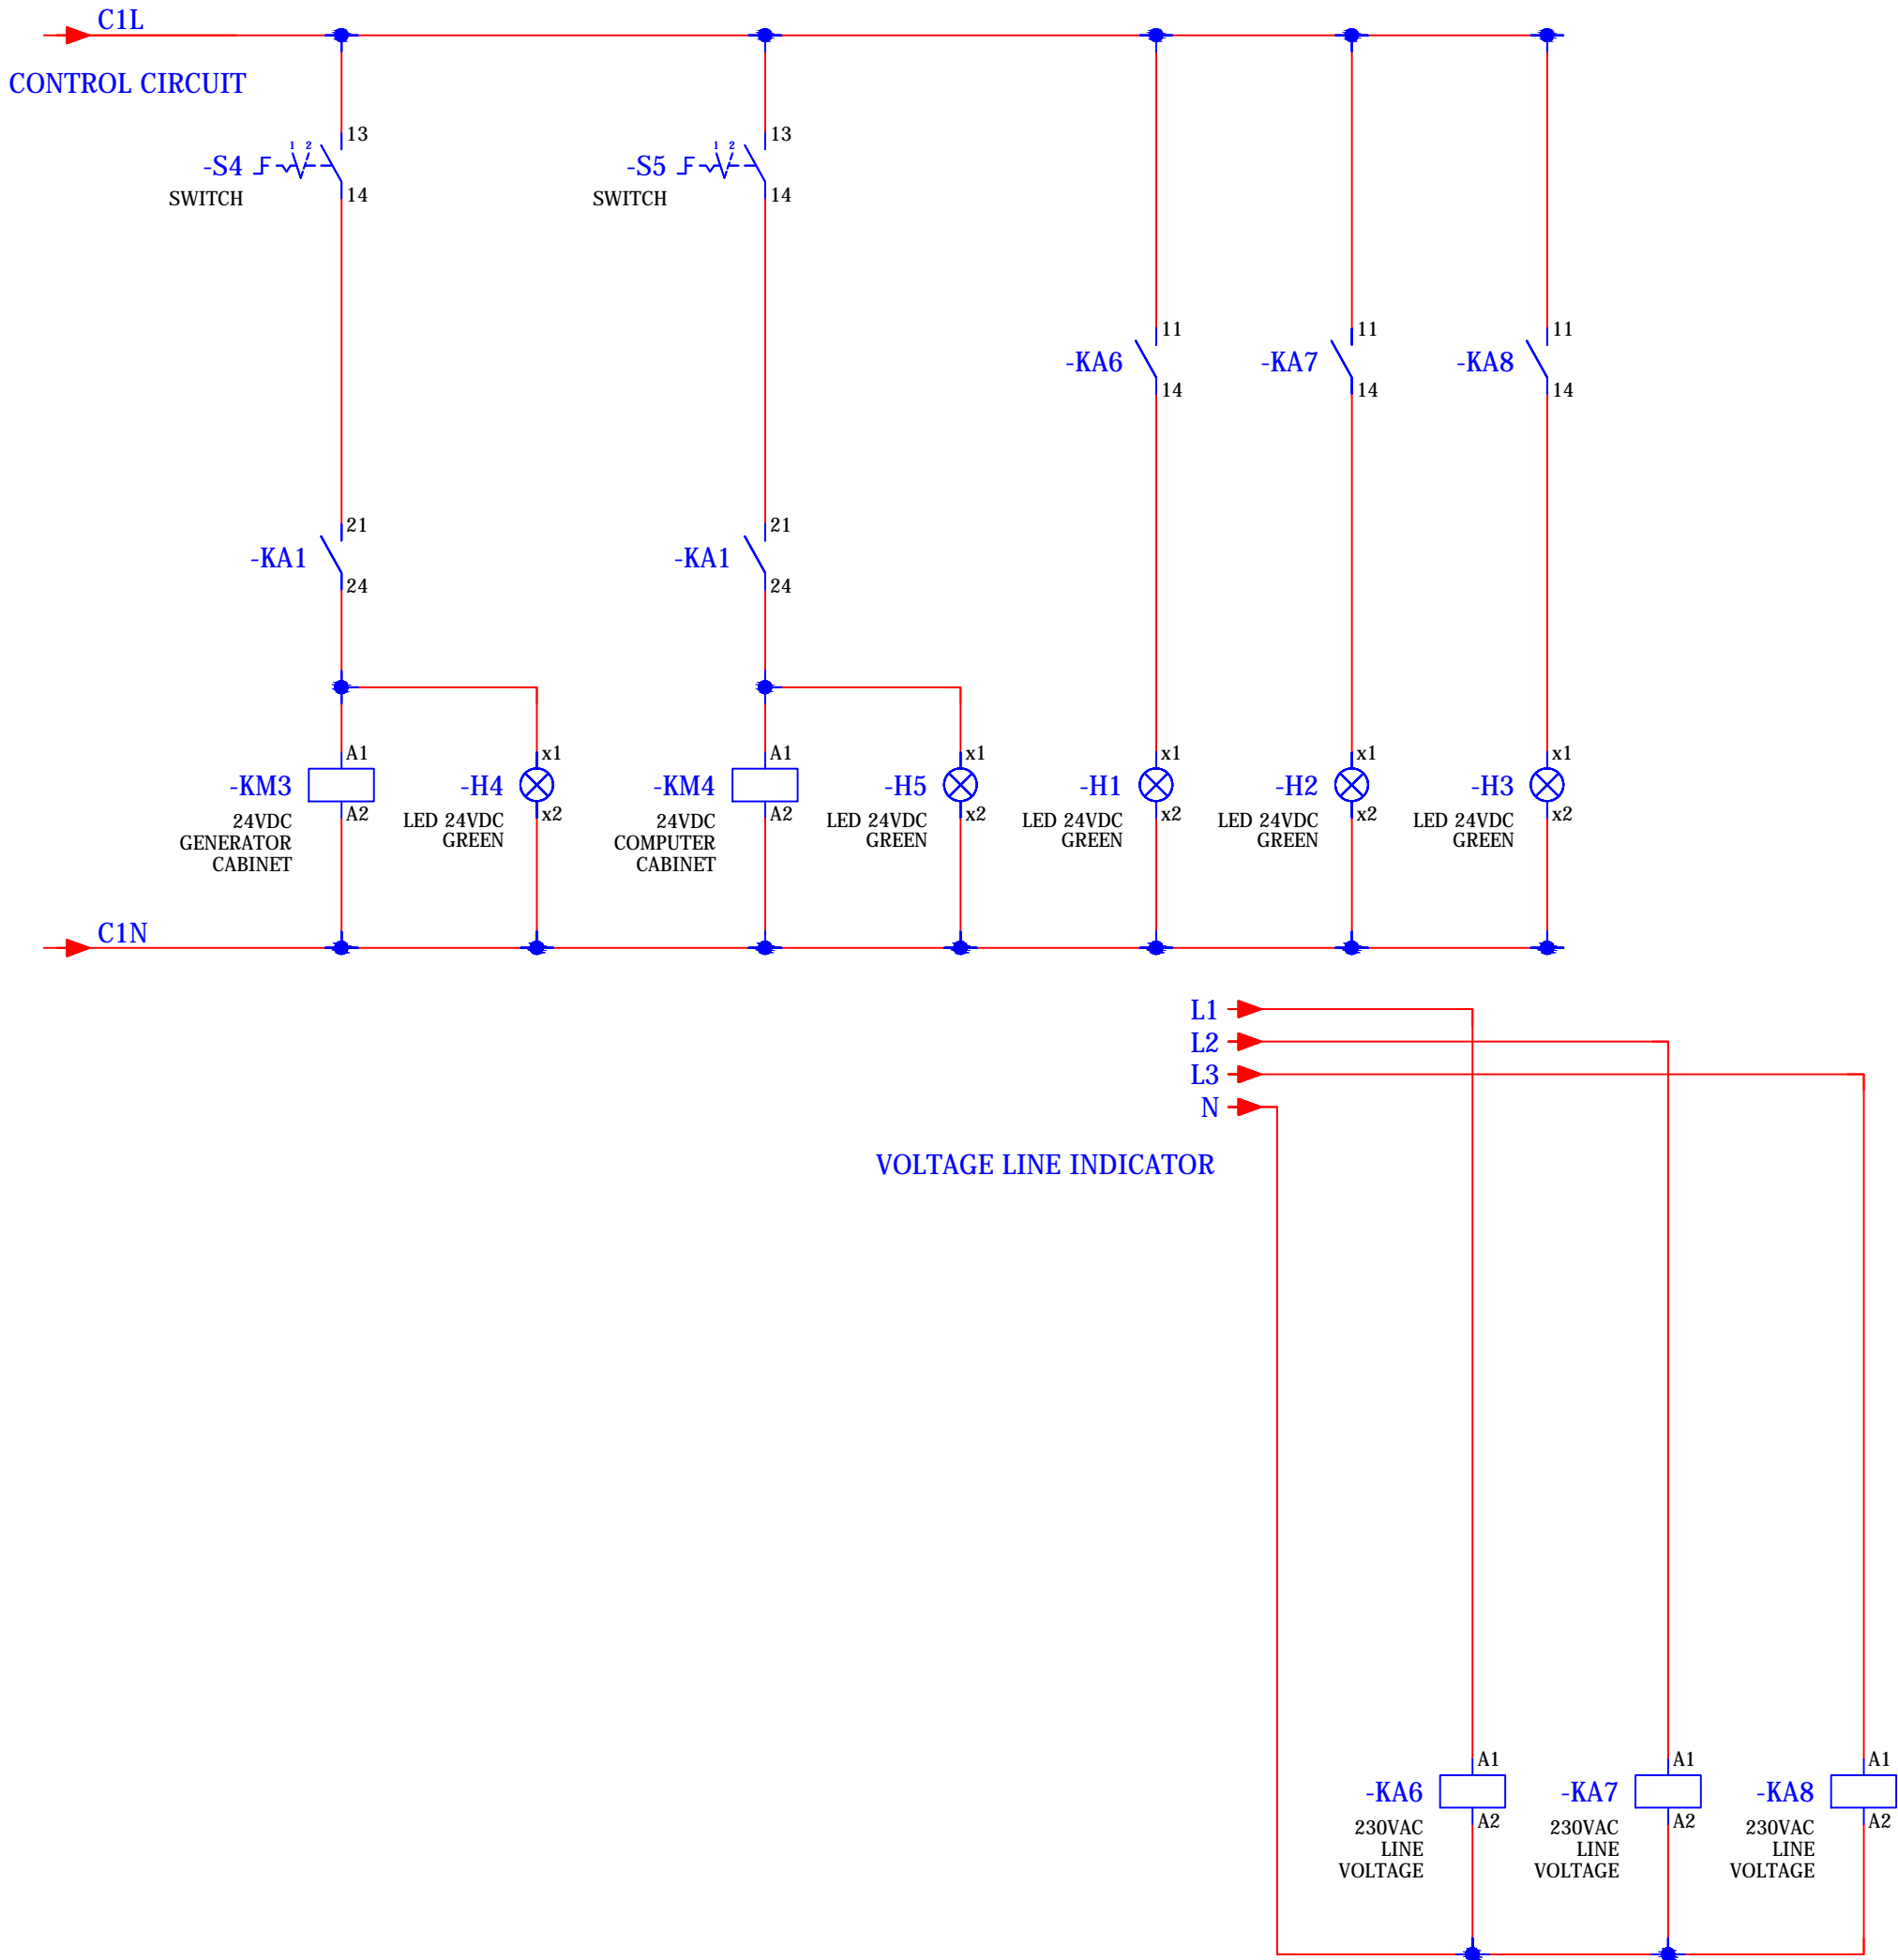 C1L
CONTROL CIRCUIT
13 13
-S4 1 2 -S5 1 2
SWITCH 14 SWITCH 14
11 11 11
-KA6 -KA7 -KA8
14 14 14
21 21
-KA1 -KA1
24 24
A1 x1 A1 x1 x1 x1 x1
-KM3 -H4 -KM4 -H5 -H1 -H2 -H3
A2 x2 A2 x2 x2 x2 x2
24VDC LED 24VDC 24VDC LED 24VDC LED 24VDC LED 24VDC LED 24VDC
GENERATOR GREEN COMPUTER GREEN GREEN GREEN GREEN
CABINET CABINET
C1N
L1
L2
L3
N
VOLTAGE LINE INDICATOR
A1 A1 A1
-KA6 -KA7 -KA8
A2 A2 A2
230VAC 230VAC 230VAC
LINE LINE LINE
VOLTAGE VOLTAGE VOLTAGE